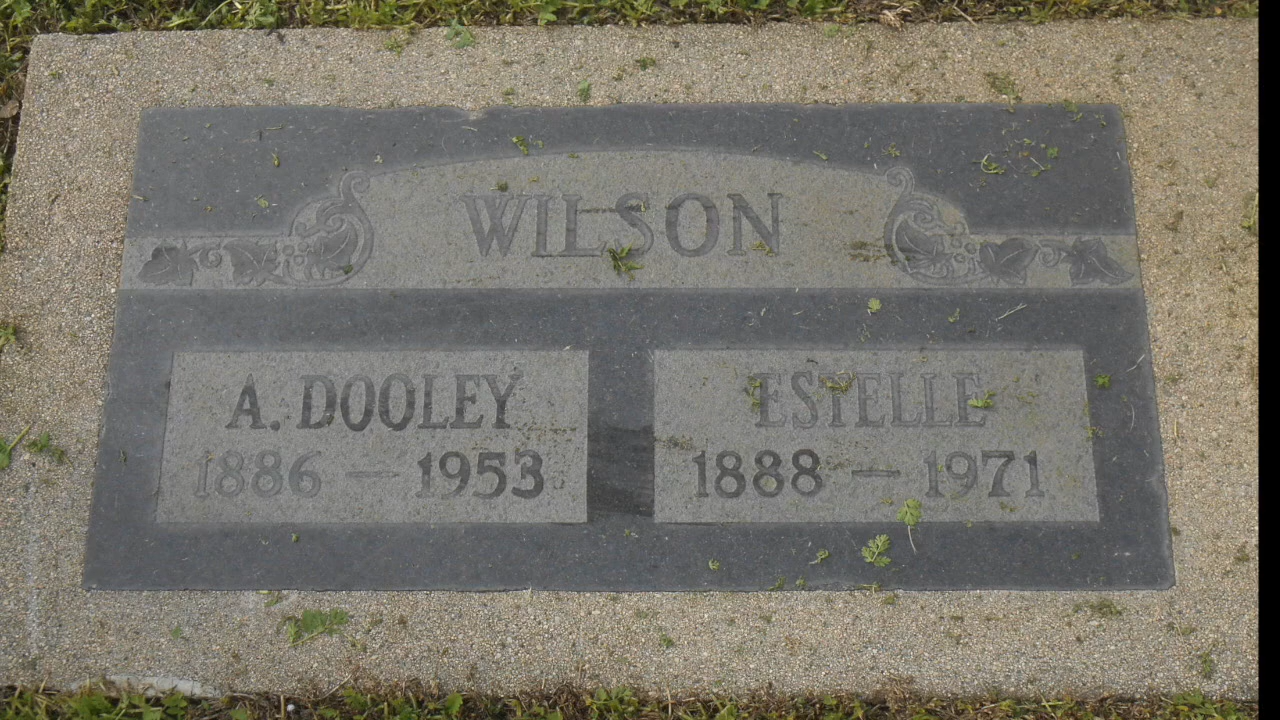 WILSON
A. DOOLEY
1886 — 1953
ESTELLE
1888 — 1971